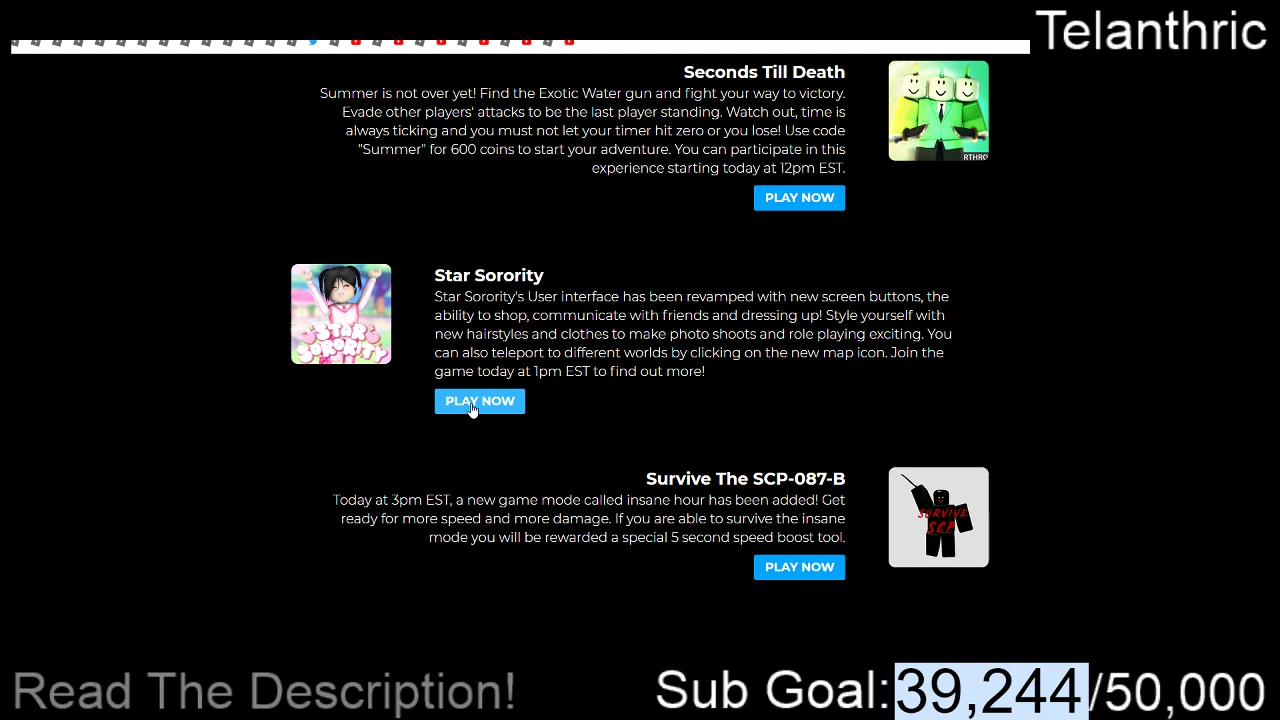 Telanthric
Seconds Till Death
Summer is not over yet! Find the Exotic Water gun and fight your way to victory.
Evade other players' attacks to be the last player standing. Watch out, time is
always ticking and you must not let your timer hit zero or you lose! Use code
"Summer" for 600 coins to start your adventure. You can participate in this
experience starting today at 12pm EST.
RTHRO
PLAY NOW
Star Sorority
Star Sorority's User interface has been revamped with new screen buttons, the
ability to shop, communicate with friends and dressing up! Style yourself with
new hairstyles and clothes to make photo shoots and role playing exciting. You
can also teleport to different worlds by clicking on the new map icon. Join the
game today at 1pm EST to find out more!
STAR
SORORITY
PLAY NOW
Survive The SCP-087-B
Today at 3pm EST, a new game mode called insane hour has been added! Get
ready for more speed and more damage. If you are able to survive the insane
mode you will be rewarded a special 5 second speed boost tool.
SURVIVE
SCP
PLAY NOW
Read The Description!
Sub Goal:39,244/50,000